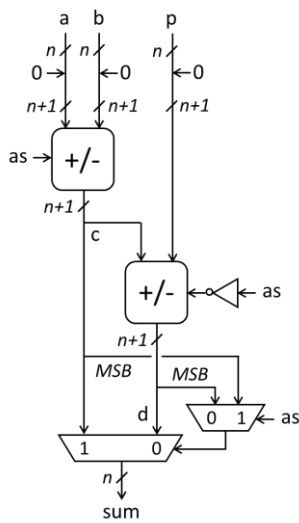 a b p
n n n
0 0 0
n+1 n+1 n+1
as +/-
n+1
c
+/- as
n+1
MSB MSB
0 1 as
d
1 0
n
sum